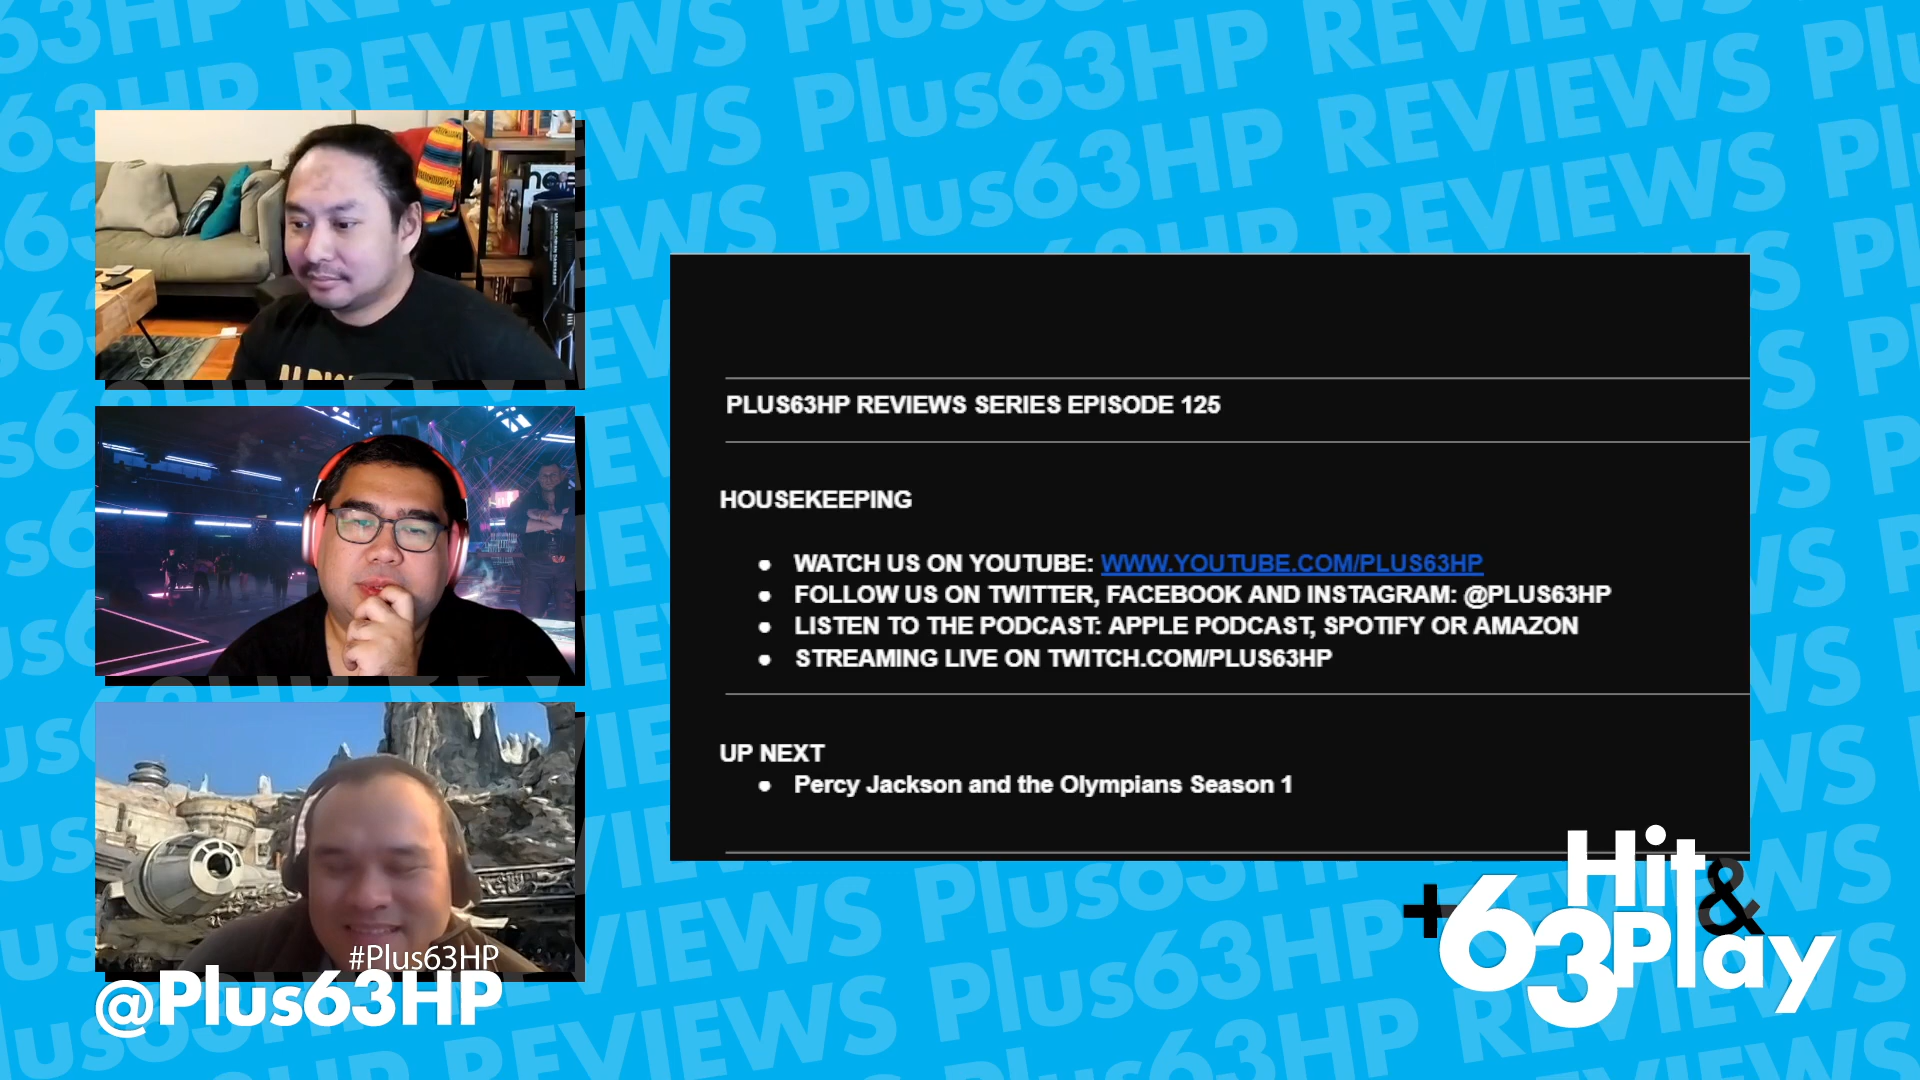 PLUS63HP REVIEWS SERIES EPISODE 125
HOUSEKEEPING
● WATCH US ON YOUTUBE: WWW.YOUTUBE.COM/PLUS63HP
● FOLLOW US ON TWITTER, FACEBOOK AND INSTAGRAM: @PLUS63HP
● LISTEN TO THE PODCAST: APPLE PODCAST, SPOTIFY OR AMAZON
● STREAMING LIVE ON TWITCH.COM/PLUS63HP
UP NEXT
● Percy Jackson and the Olympians Season 1
#Plus63HP
@Plus63HP
Hit &
+63 Play
Plus63HP REVIEWS